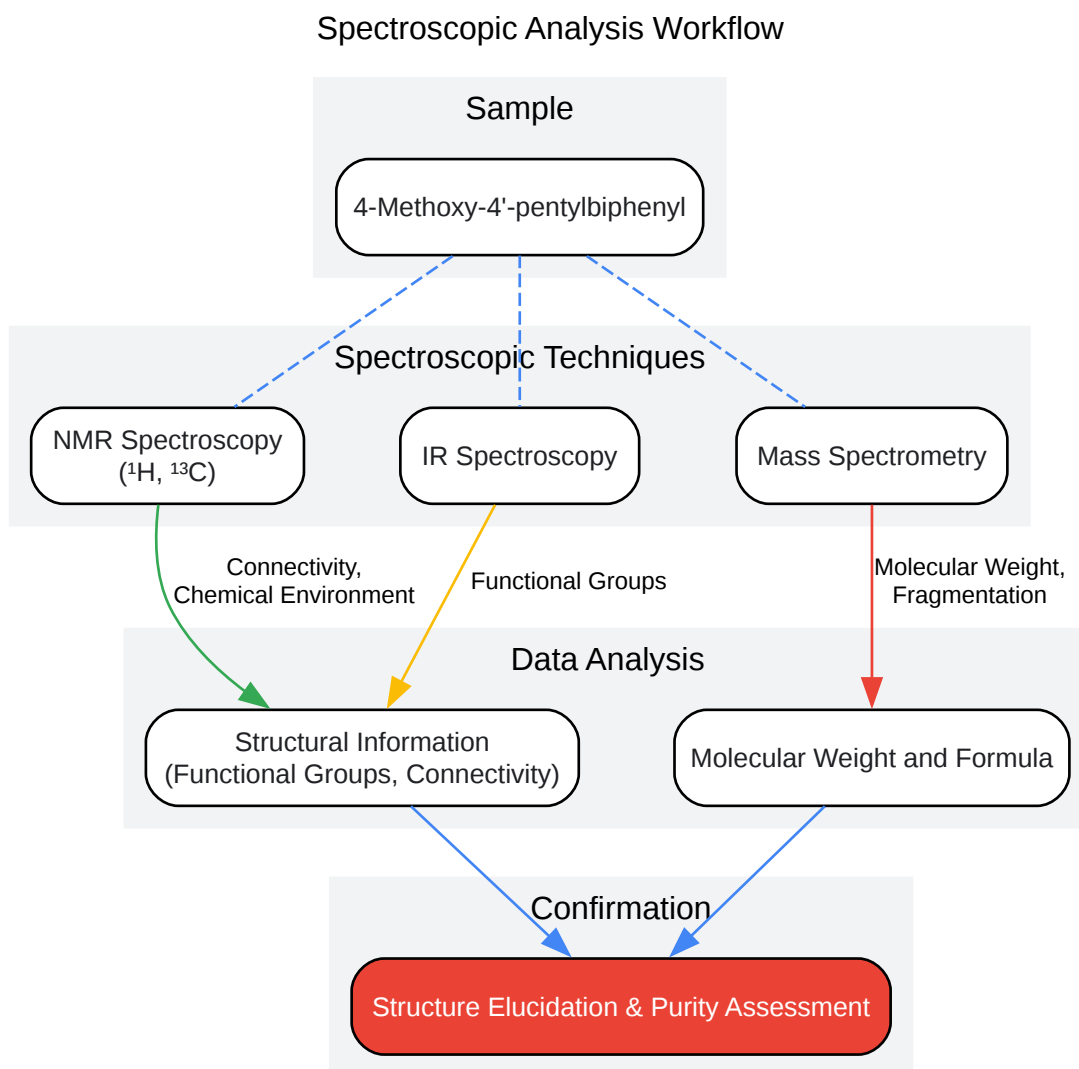 Spectroscopic Analysis Workflow
Sample
4-Methoxy-4'-pentylbiphenyl
Spectroscopic Techniques
NMR Spectroscopy
(¹H, ¹³C)
IR Spectroscopy
Mass Spectrometry
Connectivity,
Chemical Environment
Functional Groups
Molecular Weight,
Fragmentation
Data Analysis
Structural Information
(Functional Groups, Connectivity)
Molecular Weight and Formula
Confirmation
Structure Elucidation & Purity Assessment